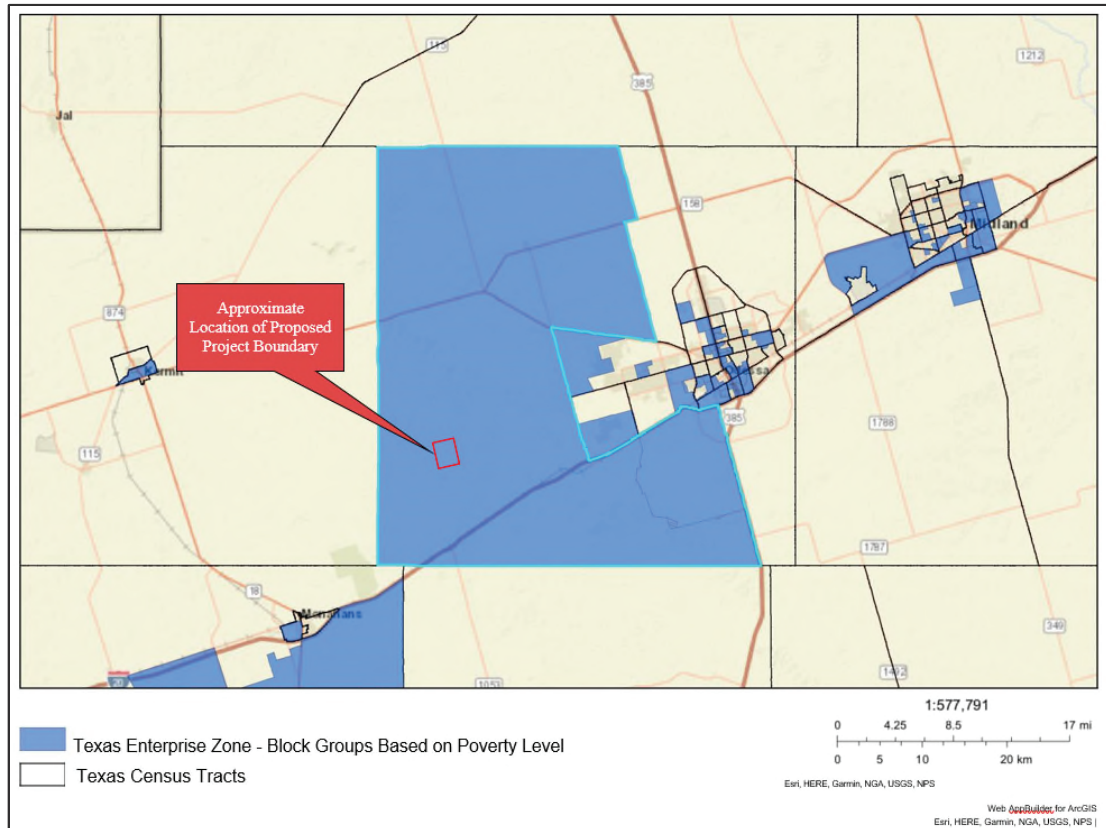 115
1212
385
Jal
158
Midland
874
Approximate
Location of Proposed
Project Boundary
Kermit
Odessa
385
1788
115
1787
18
Monahans
349
20
1053
1:577,791
0 4.25 8.5 17 mi
0 5 10 20 km
Texas Enterprise Zone - Block Groups Based on Poverty Level
Texas Census Tracts
Esri, HERE, Garmin, NGA, USGS, NPS
Web AppBuilder for ArcGIS
Esri, HERE, Garmin, NGA, USGS, NPS |